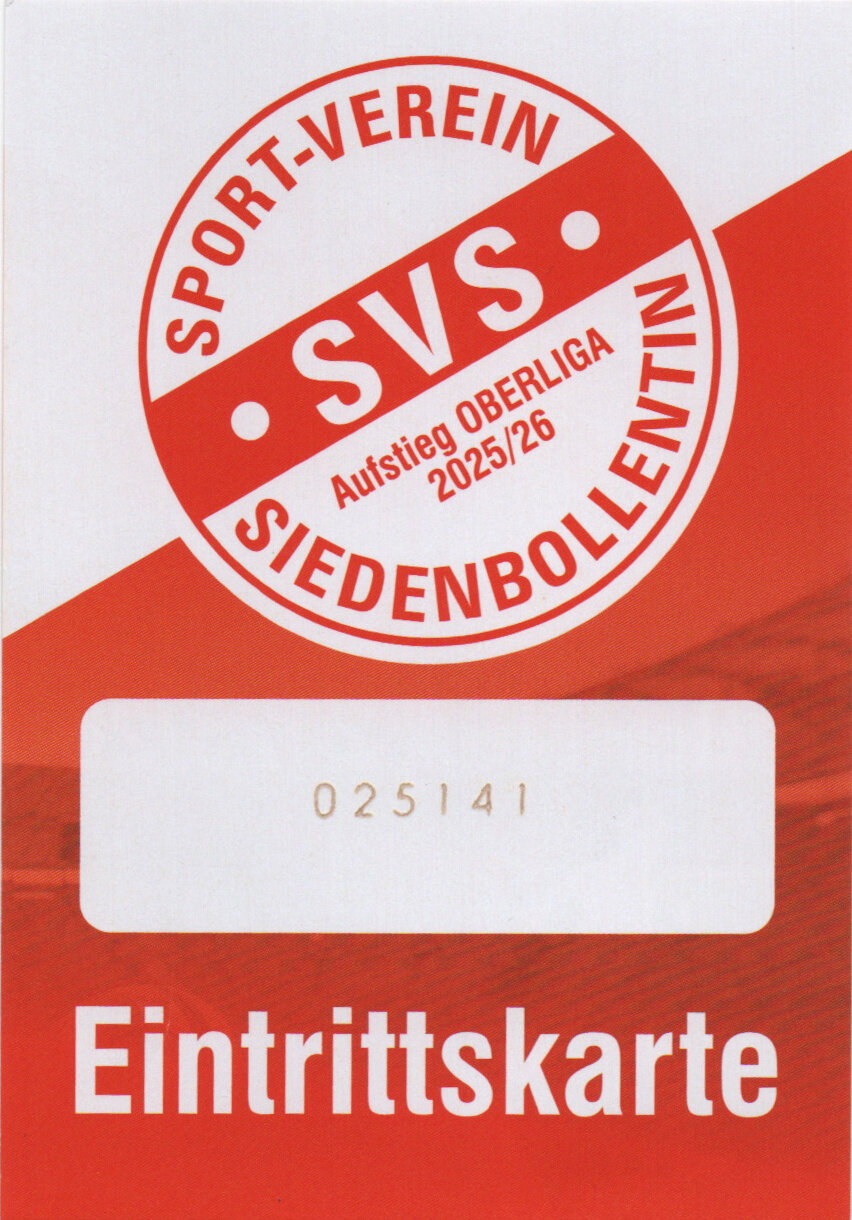 SPORT-VEREIN
SVS
Aufstieg OBERLIGA
2025/26
SIEDENBOLLENTIN
025141
Eintrittskarte